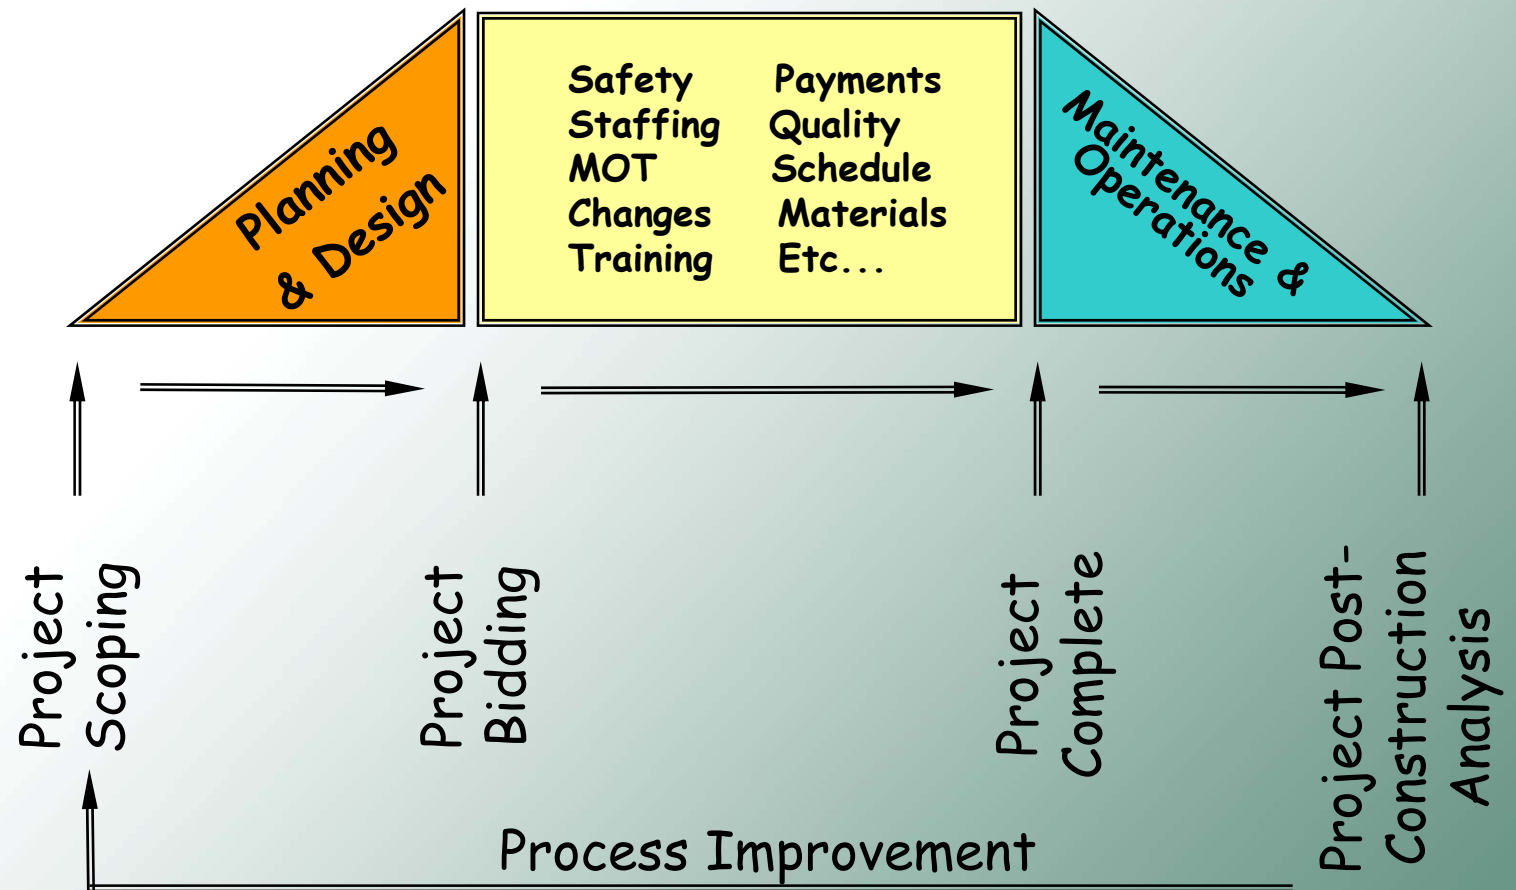 Planning
& Design
Safety Payments
Staffing Quality
MOT Schedule
Changes Materials
Training Etc...
Maintenance &
Operations
Project
Scoping
Project
Bidding
Project
Complete
Project Post-
Construction
Analysis
Process Improvement